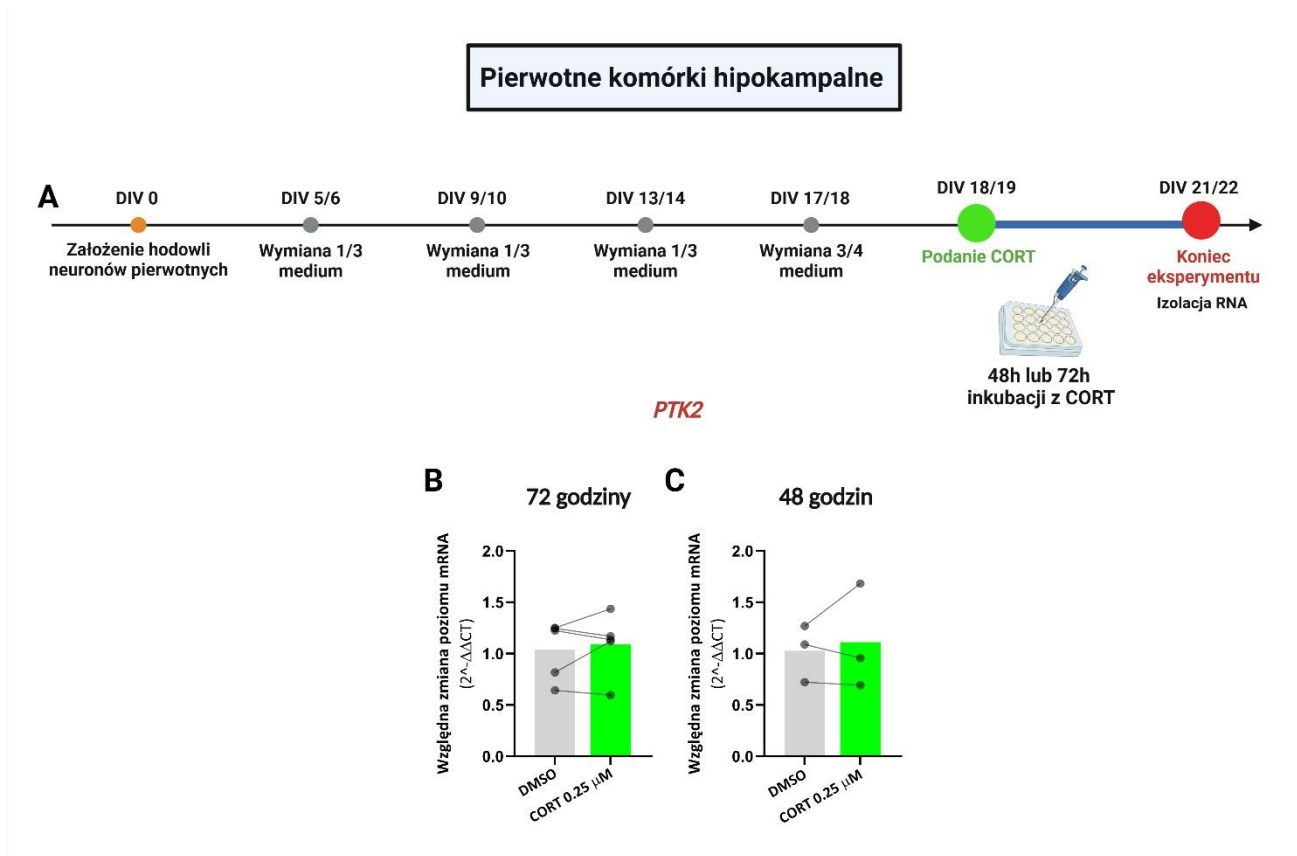 Pierwotne komórki hipokampalne
A
DIV 0
DIV 5/6
DIV 9/10
DIV 13/14
DIV 17/18
DIV 18/19
DIV 21/22
Założenie hodowli
neuronów pierwotnych
Wymiana 1/3
medium
Wymiana 1/3
medium
Wymiana 1/3
medium
Wymiana 3/4
medium
Podanie CORT
Koniec
eksperymentu
Izolacja RNA
48h lub 72h
inkubacji z CORT
PTK2
B
72 godziny
Względna zmiana poziomu mRNA
(2^-ΔΔCT)
2.0
1.5
1.0
0.5
0.0
DMSO
CORT 0.25 µM
C
48 godzin
Względna zmiana poziomu mRNA
(2^-ΔΔCT)
2.0
1.5
1.0
0.5
0.0
DMSO
CORT 0.25 µM